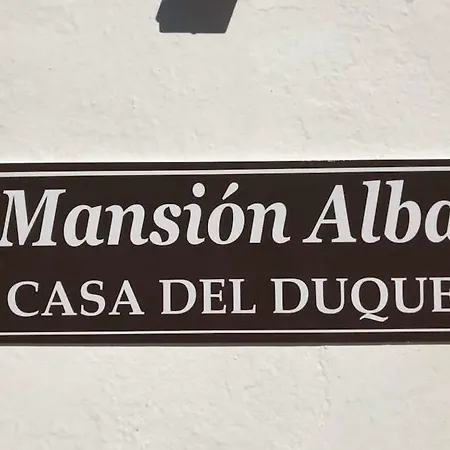 Mansión Alba
CASA DEL DUQUE